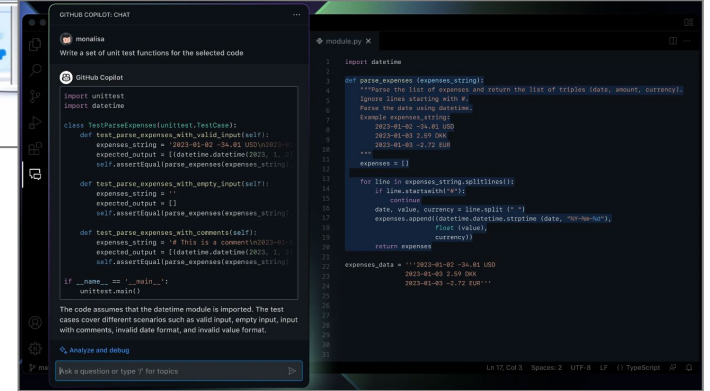 GITHUB COPILOT: CHAT
monalisa
Write a set of unit test functions for the selected code
GitHub Copilot
import unittest
import datetime
class TestParseExpenses(unittest.TestCase):
def test_parse_expenses_with_valid_input(self):
expenses_string = '2023-01-02 -34.01 USD\n2023-01
expected_output = [(datetime.datetime(2023, 1, 2)
self.assertEqual(parse_expenses(expenses_string)
def test_parse_expenses_with_empty_input(self):
expenses_string = ''
expected_output = []
self.assertEqual(parse_expenses(expenses_string)
def test_parse_expenses_with_comments(self):
expenses_string = '# This is a comment\n2023-01-
expected_output = [(datetime.datetime(2023, 1,
self.assertEqual(parse_expenses(expenses_string)
if __name__ == '__main__':
unittest.main()
The code assumes that the datetime module is imported. The test
cases cover different scenarios such as valid input, empty input, input
with comments, invalid date format, and invalid value format.
Analyze and debug
Ask a question or type '/' for topics
module.py
1 import datetime
2
3 def parse_expenses (expenses_string):
4 """Parse the list of expenses and return the list of triples (date, amount, currency).
5 Ignore lines starting with #.
6 Parse the date using datetime.
7 Example expenses_string:
8 2023-01-02 -34.01 USD
9 2023-01-03 2.59 DKK
10 2023-01-03 -2.72 EUR
11 """
11 expenses = []
12
13 for line in expenses_string.splitlines():
14 if line.startswith("#"):
15 continue
16 date, value, currency = line.split (" ")
17 expenses.append((datetime.datetime.strptime (date, "%Y-%m-%d"),
18 float (value),
19 currency))
20 return expenses
21
22 expenses_data = '''2023-01-02 -34.01 USD
23 2023-01-03 2.59 DKK
24 2023-01-03 -2.72 EUR'''
25
26
27
28
29
30
31
ma
Ln 17, Col 3 Spaces: 2 UTF-8 LF {} TypeScript